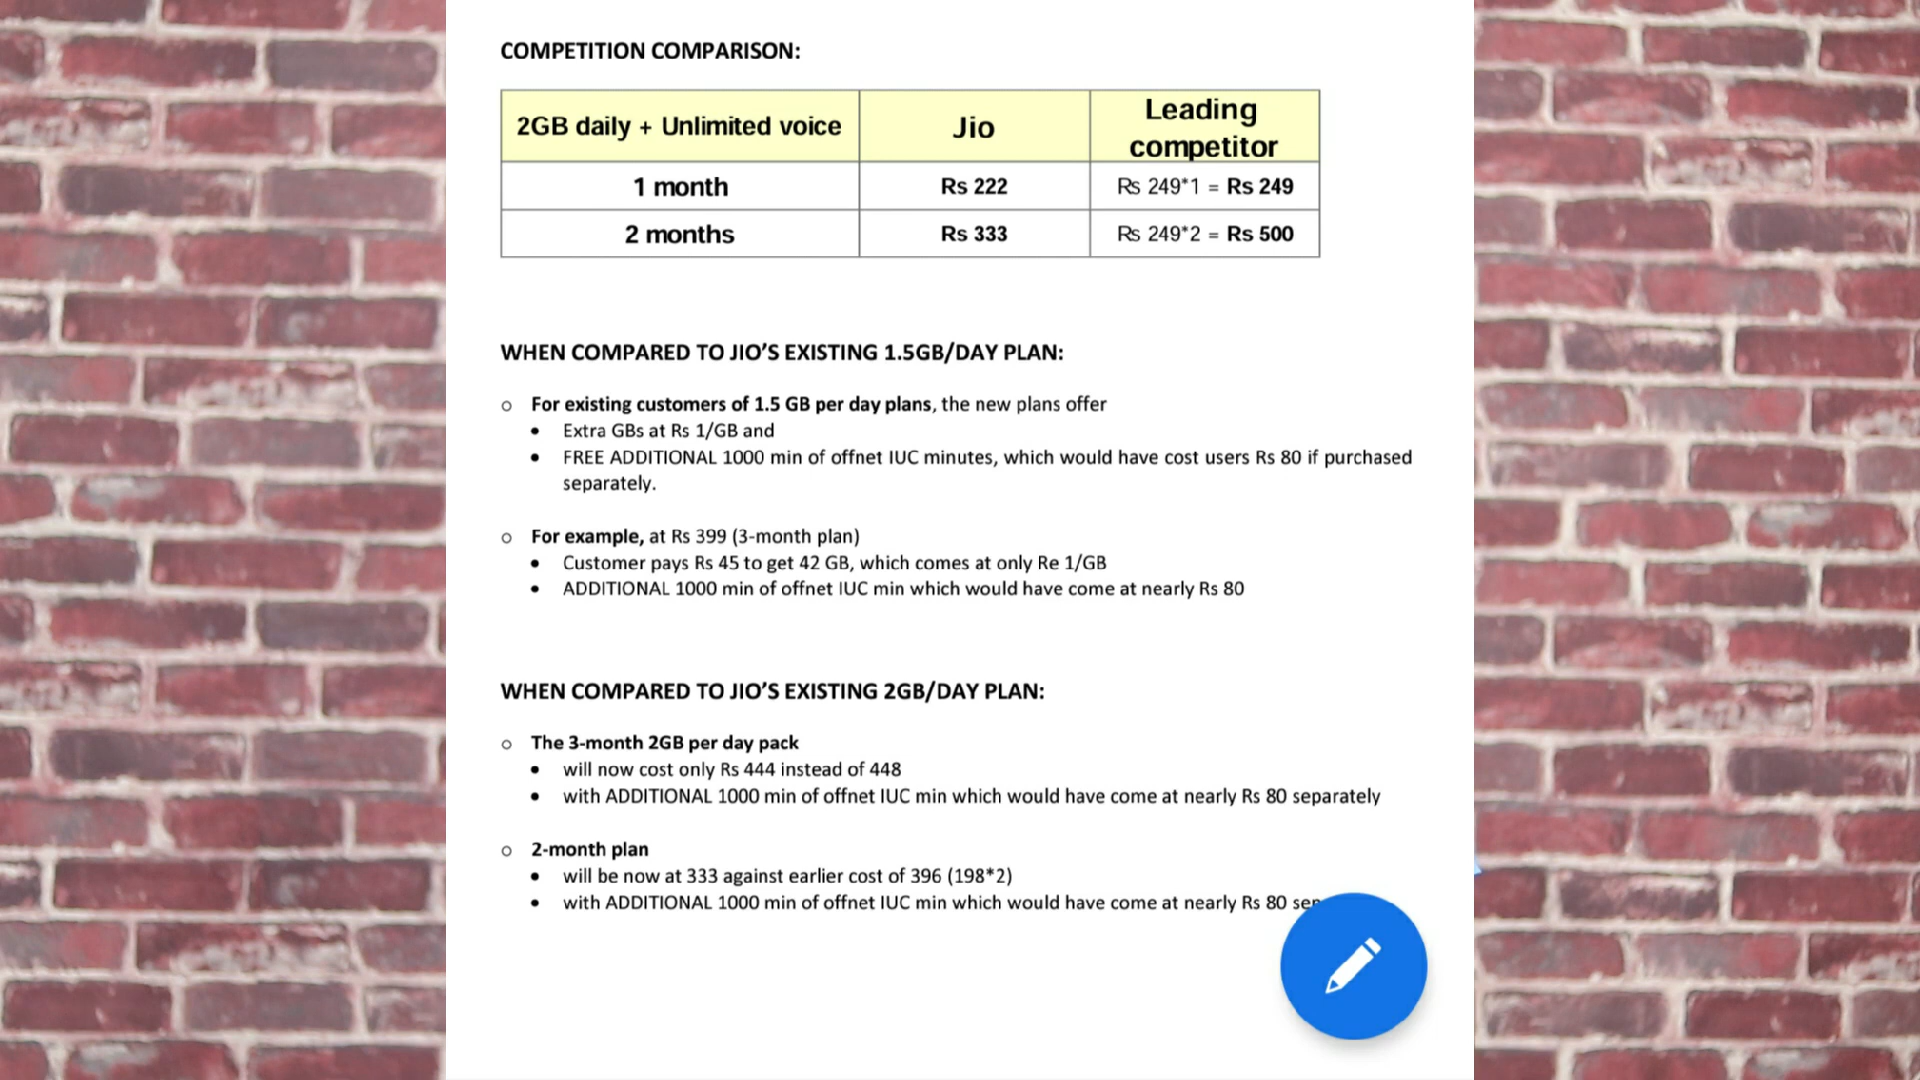 COMPETITION COMPARISON:
2GB daily + Unlimited voice Jio Leading competitor
1 month Rs 222 Rs 249*1 = Rs 249
2 months Rs 333 Rs 249*2 = Rs 500
WHEN COMPARED TO JIO'S EXISTING 1.5GB/DAY PLAN:
○ For existing customers of 1.5 GB per day plans, the new plans offer
• Extra GBs at Rs 1/GB and
• FREE ADDITIONAL 1000 min of offnet IUC minutes, which would have cost users Rs 80 if purchased
separately.
○ For example, at Rs 399 (3-month plan)
• Customer pays Rs 45 to get 42 GB, which comes at only Re 1/GB
• ADDITIONAL 1000 min of offnet IUC min which would have come at nearly Rs 80
WHEN COMPARED TO JIO'S EXISTING 2GB/DAY PLAN:
○ The 3-month 2GB per day pack
• will now cost only Rs 444 instead of 448
• with ADDITIONAL 1000 min of offnet IUC min which would have come at nearly Rs 80 separately
○ 2-month plan
• will be now at 333 against earlier cost of 396 (198*2)
• with ADDITIONAL 1000 min of offnet IUC min which would have come at nearly Rs 80